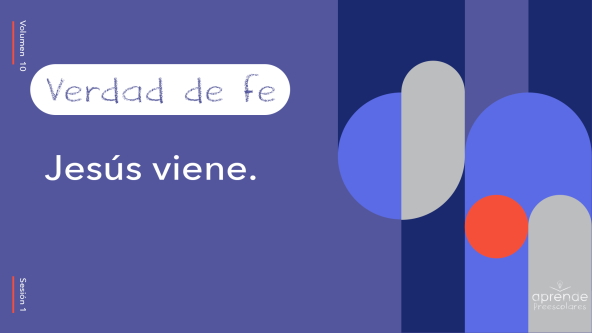 Volumen 10
Verdad de fe
Jesús viene.
Sesión 1
aprende
Preescolares